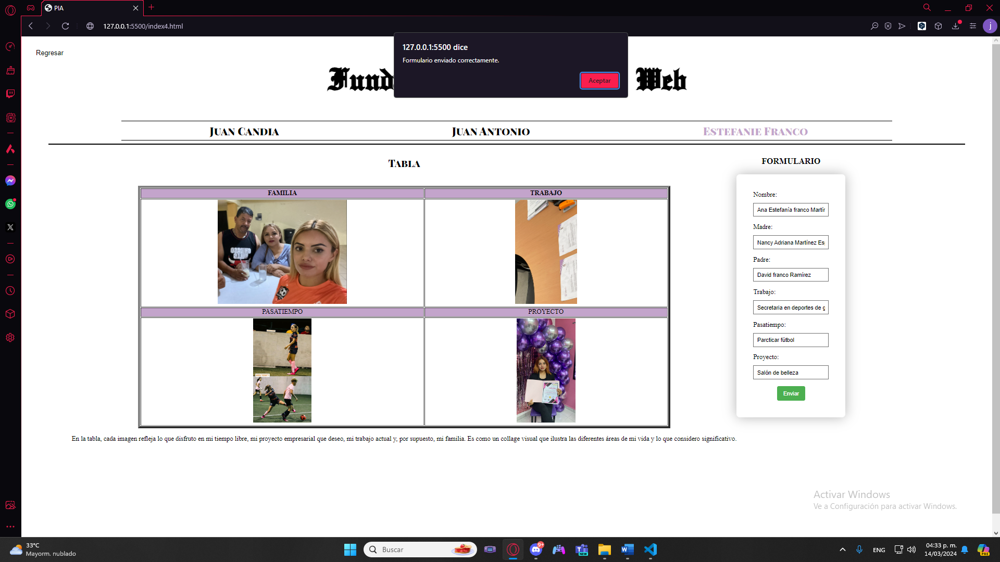 PIA
127.0.0.1:5500/index4.html
j
Regresar
127.0.0.1:5500 dice
Formulario enviado correctamente.
Aceptar
Fund Web
Juan Candia
Juan Antonio
Estefanie Franco
Tabla
FAMILIA
TRABAJO
CHICAGO
BULLS
PASATIEMPO
PROYECTO
En la tabla, cada imagen refleja lo que disfruto en mi tiempo libre, mi proyecto empresarial que deseo, mi trabajo actual y, por supuesto, mi familia. Es como un collage visual que ilustra las diferentes áreas de mi vida y lo que considero significativo.
FORMULARIO
Nombre:
Ana Estefanía franco Martín
Madre:
Nancy Adriana Martínez Es
Padre:
David franco Ramírez
Trabajo:
Secretaria en deportes de g
Pasatiempo:
Parcticar fútbol
Proyecto:
Salón de belleza
Enviar
Activar Windows
Ve a Configuración para activar Windows.
33°C
Mayorm. nublado
Buscar
9+
NEW
ENG
04:33 p. m.
14/03/2024
PRE